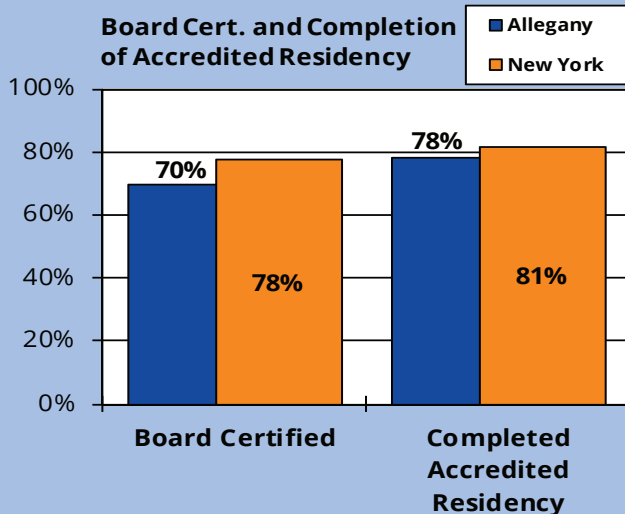 Board Cert. and Completion
of Accredited Residency
Allegany
New York
100%
80%
60%
40%
20%
0%
70%
78%
78%
81%
Board Certified
Completed
Accredited
Residency